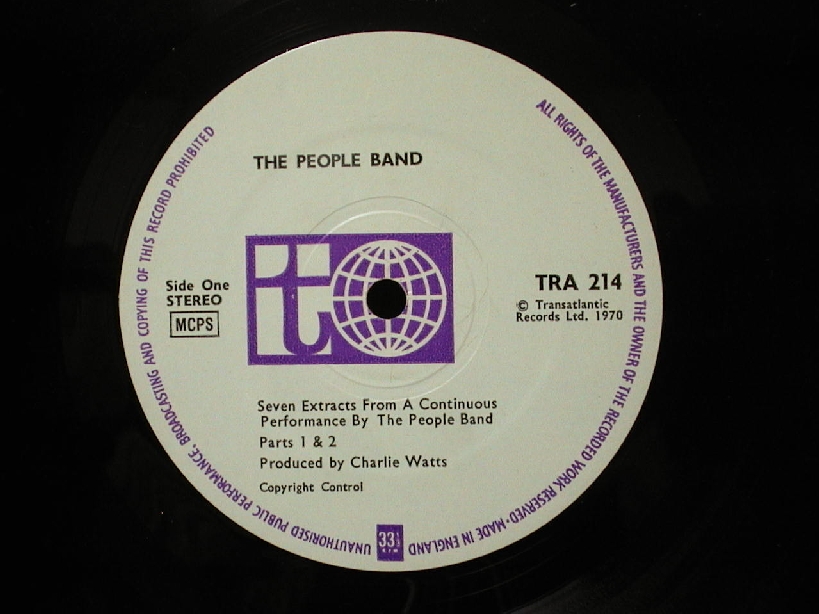 THE PEOPLE BAND
it
Side One
STEREO
MCPS
TRA 214
© Transatlantic
Records Ltd. 1970
Seven Extracts From A Continuous
Performance By The People Band
Parts 1 & 2
Produced by Charlie Watts
Copyright Control
ALL RIGHTS OF THE MANUFACTURERS AND THE OWNER OF THE RECORDED WORK RESERVED·MADE IN ENGLAND
33⅓
RPM
UNAUTHORISED PUBLIC PERFORMANCE, BROADCASTING AND COPYING OF THIS RECORD PROHIBITED